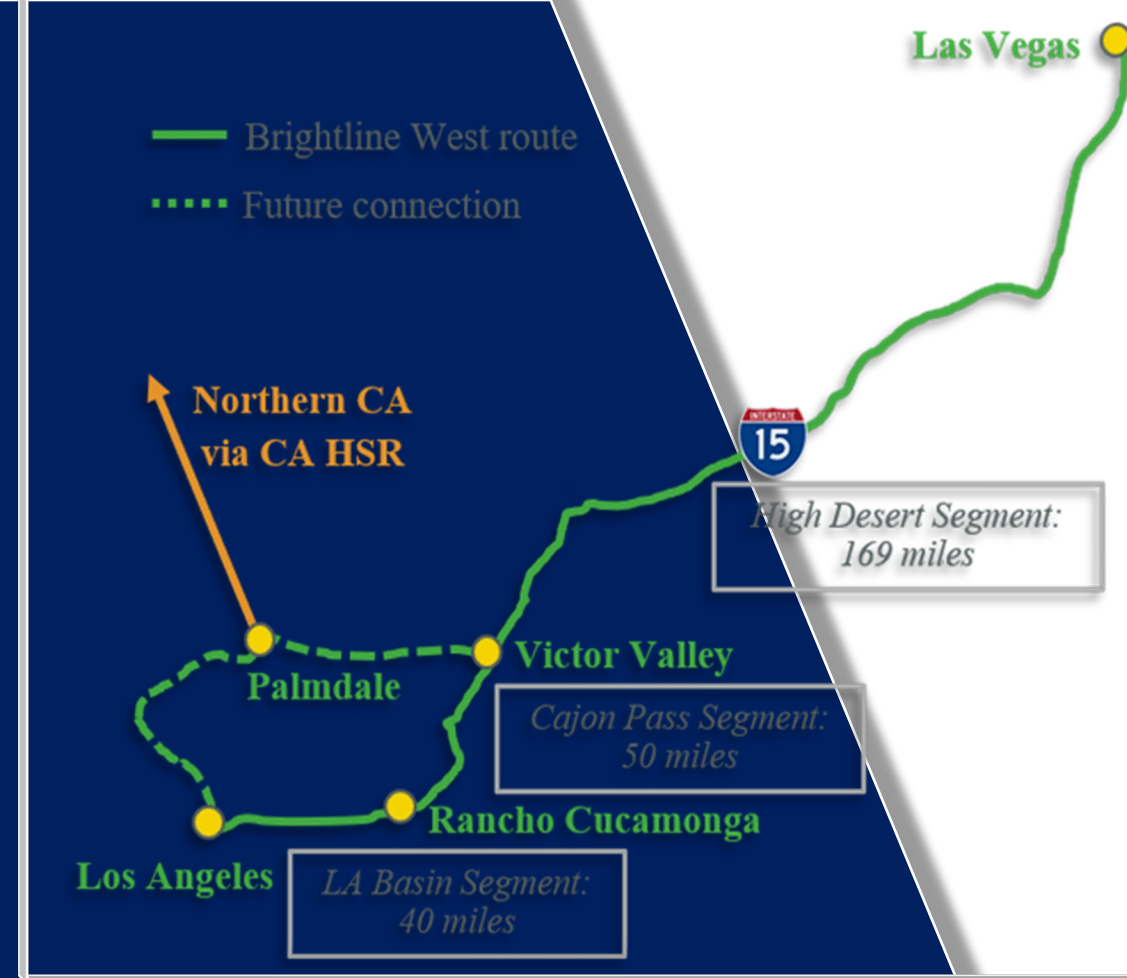 Las Vegas
Brightline West route
Future connection
Northern CA
via CA HSR
INTERSTATE
15
High Desert Segment:
169 miles
Victor Valley
Palmdale
Cajon Pass Segment:
50 miles
Rancho Cucamonga
Los Angeles
LA Basin Segment:
40 miles